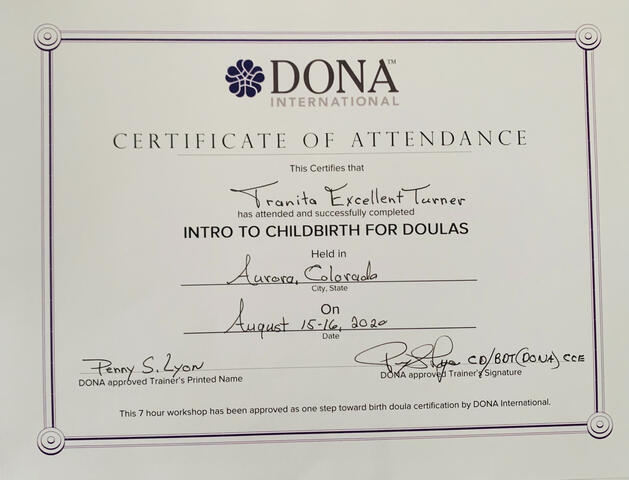 DONA™
INTERNATIONAL
CERTIFICATE OF ATTENDANCE
This Certifies that
Tranita Excellent Turner
has attended and successfully completed
INTRO TO CHILDBIRTH FOR DOULAS
Held in
Aurora, Colorado
City, State
On
August 15-16, 2020
Date
Penny S. Lyon CD/BDT(DONA) CCE
DONA approved Trainer's Printed Name DONA approved Trainer's Signature
This 7 hour workshop has been approved as one step toward birth doula certification by DONA International.